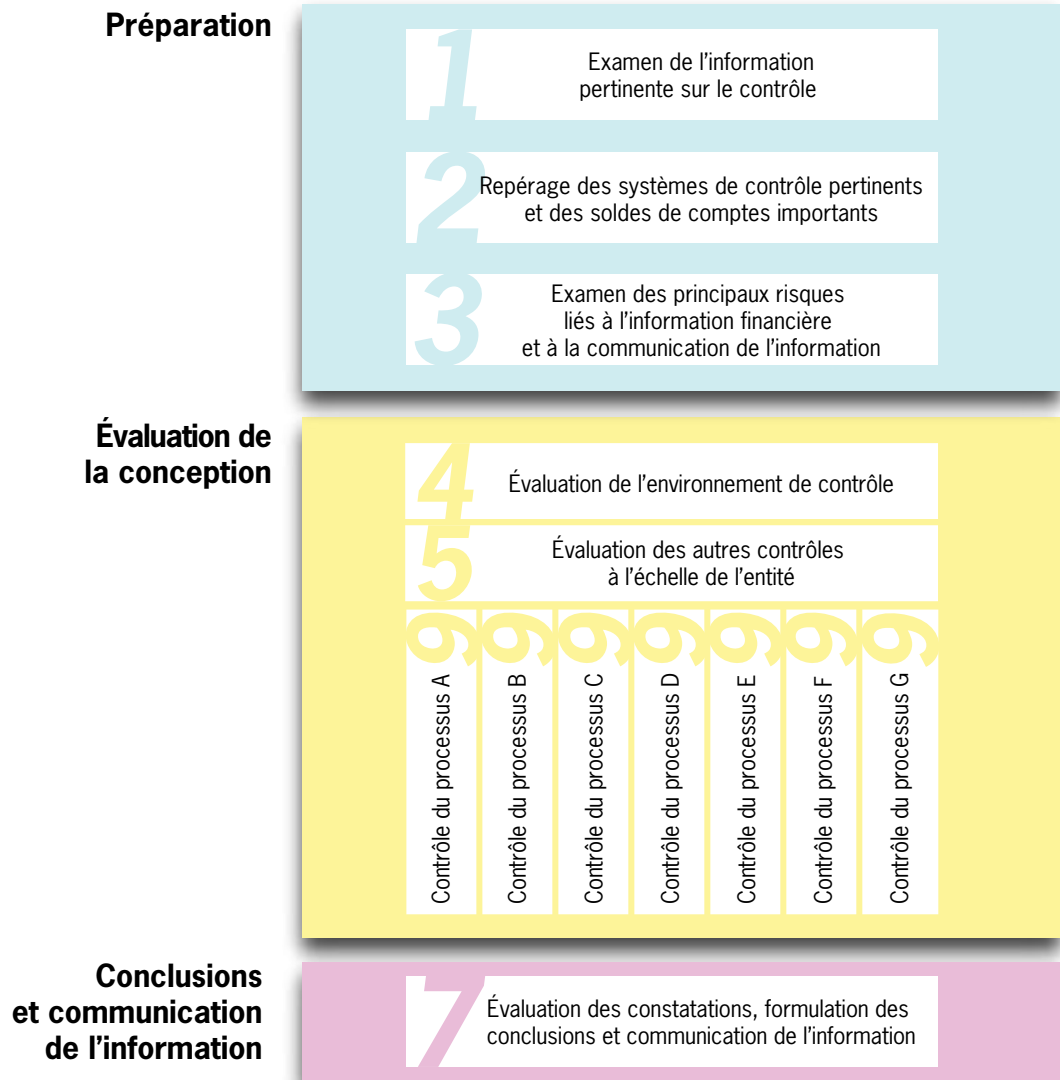 Préparation
1
Examen de l'information
pertinente sur le contrôle
2
Repérage des systèmes de contrôle pertinents
et des soldes de comptes importants
3
Examen des principaux risques
liés à l'information financière
et à la communication de l'information
Évaluation de
la conception
4
Évaluation de l'environnement de contrôle
5
Évaluation des autres contrôles
à l'échelle de l'entité
6
Contrôle du processus A
6
Contrôle du processus B
6
Contrôle du processus C
6
Contrôle du processus D
6
Contrôle du processus E
6
Contrôle du processus F
6
Contrôle du processus G
Conclusions
et communication
de l'information
7
Évaluation des constatations, formulation des
conclusions et communication de l'information